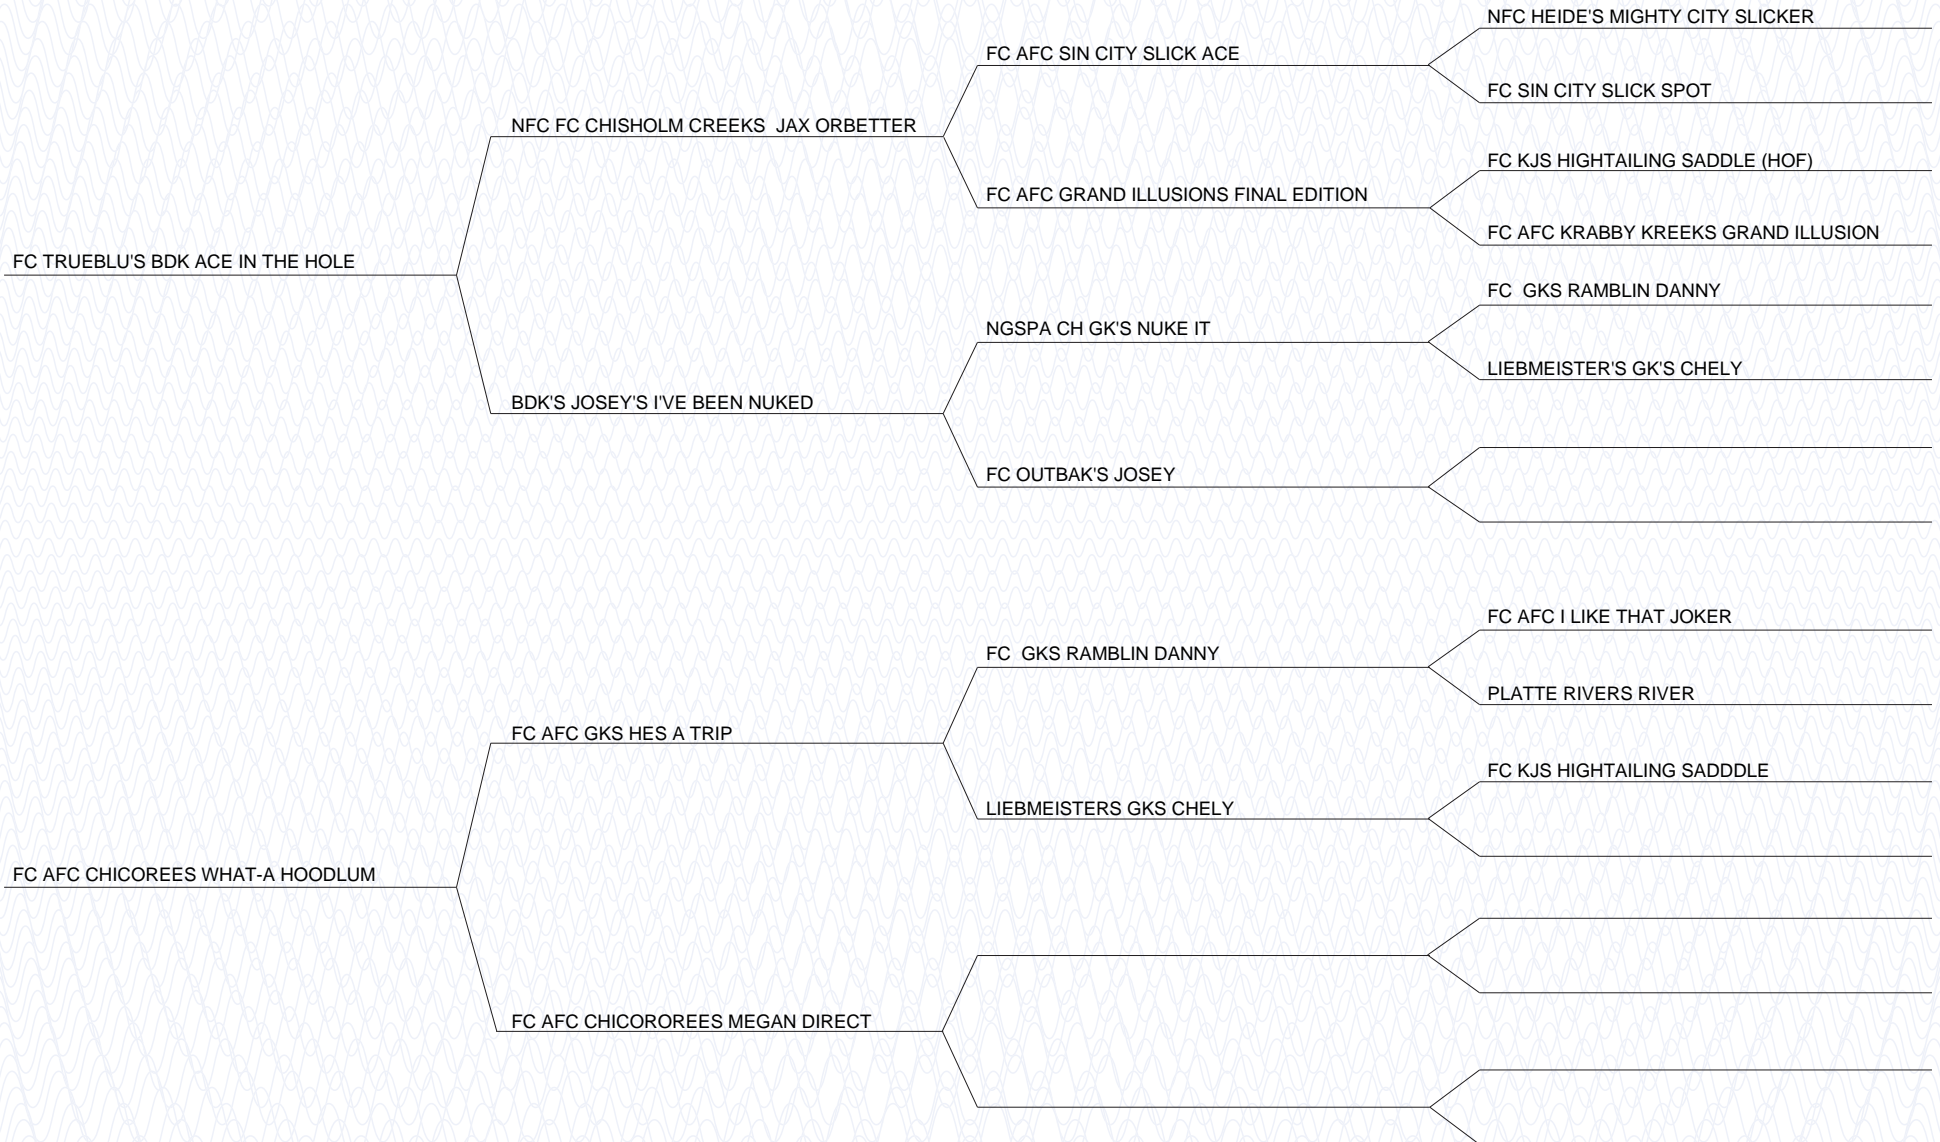 NFC HEIDE'S MIGHTY CITY SLICKER
FC AFC SIN CITY SLICK ACE
FC SIN CITY SLICK SPOT
NFC FC CHISHOLM CREEKS  JAX ORBETTER
FC KJS HIGHTAILING SADDLE (HOF)
FC AFC GRAND ILLUSIONS FINAL EDITION
FC AFC KRABBY KREEKS GRAND ILLUSION
FC TRUEBLU'S BDK ACE IN THE HOLE
FC  GKS RAMBLIN DANNY
NGSPA CH GK'S NUKE IT
LIEBMEISTER'S GK'S CHELY
BDK'S JOSEY'S I'VE BEEN NUKED
FC OUTBAK'S JOSEY
FC AFC I LIKE THAT JOKER
FC  GKS RAMBLIN DANNY
PLATTE RIVERS RIVER
FC AFC GKS HES A TRIP
FC KJS HIGHTAILING SADDDLE
LIEBMEISTERS GKS CHELY
FC AFC CHICOREES WHAT-A HOODLUM
FC AFC CHICOROREES MEGAN DIRECT